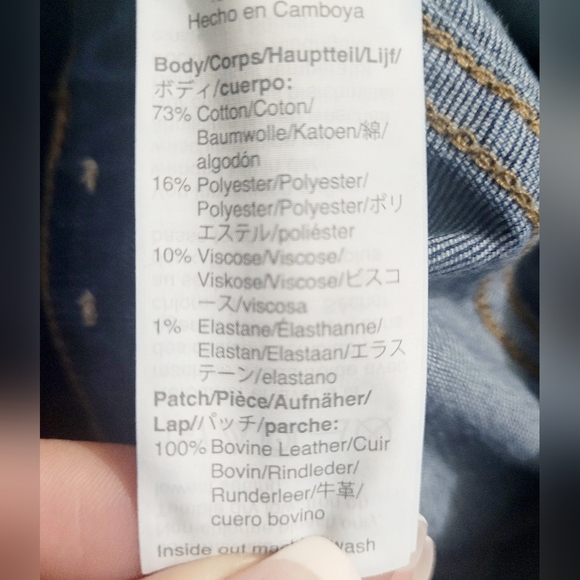 Hecho en Camboya
Body/Corps/Hauptteil/Lijf/
ボディ/cuerpo:
73% Cotton/Coton/
Baumwolle/Katoen/綿/
algodón
16% Polyester/Polyester/
Polyester/Polyester/ポリ
エステル/poliéster
10% Viscose/Viscose/
Viskose/Viscose/ビスコ
ース/viscosa
1% Elastane/Élasthanne/
Elastan/Elastaan/エラス
テーン/elastano
Patch/Pièce/Aufnäher/
Lap/パッチ/parche:
100% Bovine Leather/Cuir
Bovin/Rindleder/
Runderleer/牛革/
cuero bovino
Inside out wash